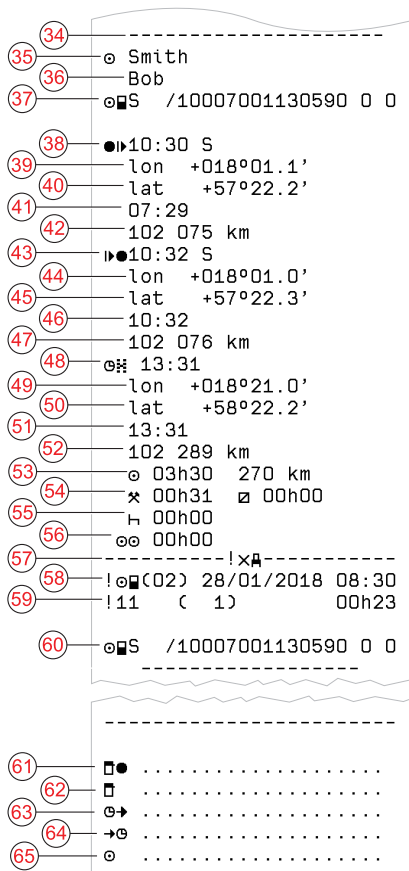 34 ------------------------
35 ⊙ Smith
36 Bob
37 ⊙S /10007001130590 0 0
38 ●10:30 S
39 lon +018º01.1’
40 lat +57º22.2’
41 07:29
42 102 075 km
43 ●10:32 S
44 lon +018º01.0’
45 lat +57º22.3’
46 10:32
47 102 076 km
48 13:31
49 lon +018º21.0’
50 lat +58º22.2’
51 13:31
52 102 289 km
53 ⊙ 03h30 270 km
54 00h31 00h00
55 00h00
56 ⊙⊙ 00h00
57 ------------!×------------
58 !⊙(02) 28/01/2018 08:30
59 !11 ( 1) 00h23
60 ⊙S /10007001130590 0 0
----------------------
------------------------
61 ● ....................
62 ....................
63 ➔ ....................
64 ➔ ....................
65 ⊙ ....................